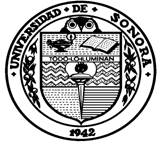 UNIVERSIDAD • DE • SONORA
TODO-LO-ILUMINAN
1942